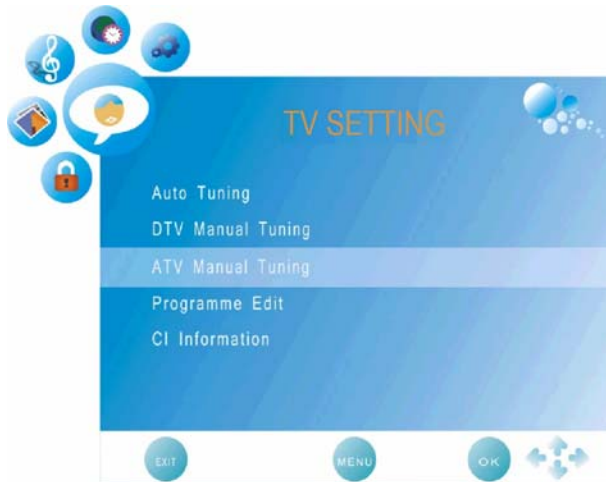 TV SETTING
Auto Tuning
DTV Manual Tuning
ATV Manual Tuning
Programme Edit
CI Information
EXIT
MENU
OK